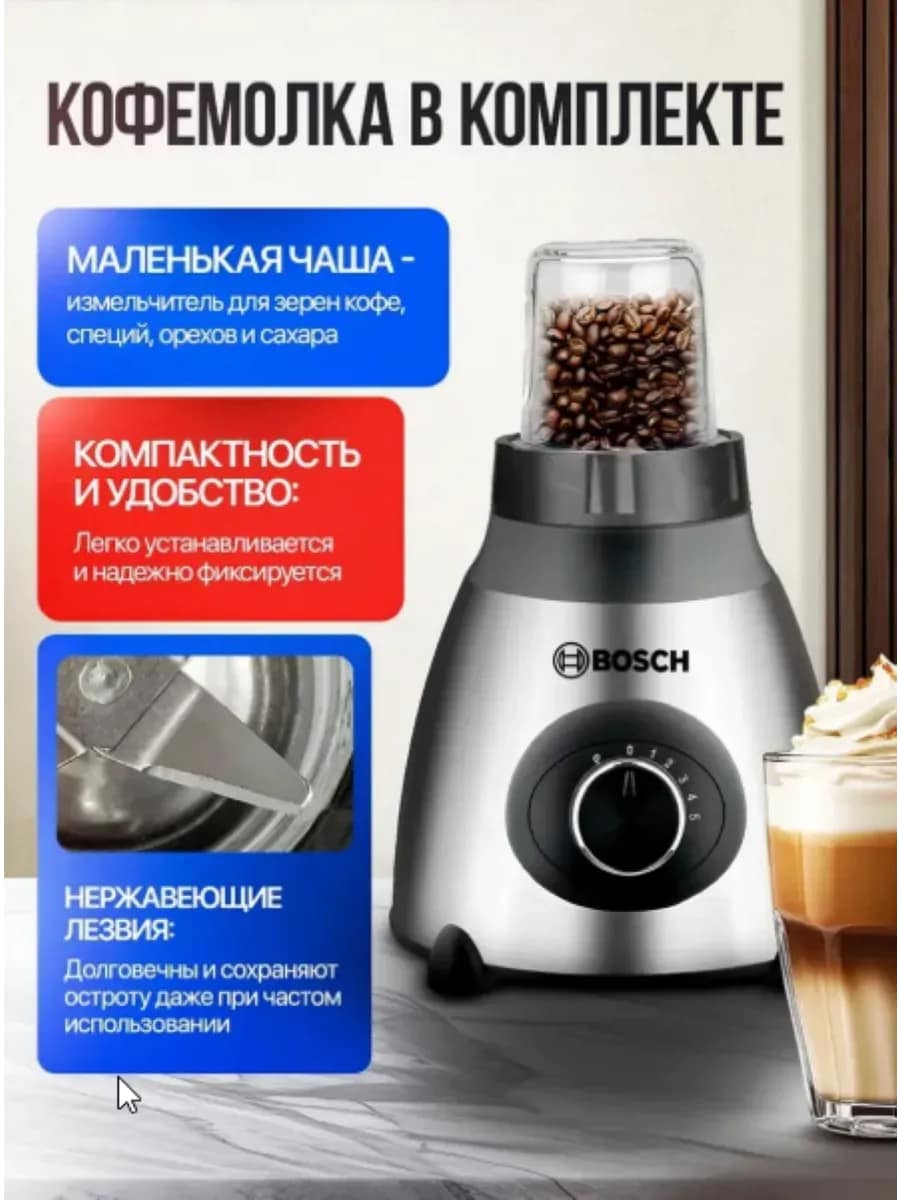 КОФЕМОЛКА В КОМПЛЕКТЕ
МАЛЕНЬКАЯ ЧАША -
измельчитель для зерен кофе,
специй, орехов и сахара
КОМПАКТНОСТЬ
И УДОБСТВО:
Легко устанавливается
и надежно фиксируется
BOSCH
P 0 1 2 3 4 5
НЕРЖАВЕЮЩИЕ
ЛЕЗВИЯ:
Долговечны и сохраняют
остроту даже при частом
использовании